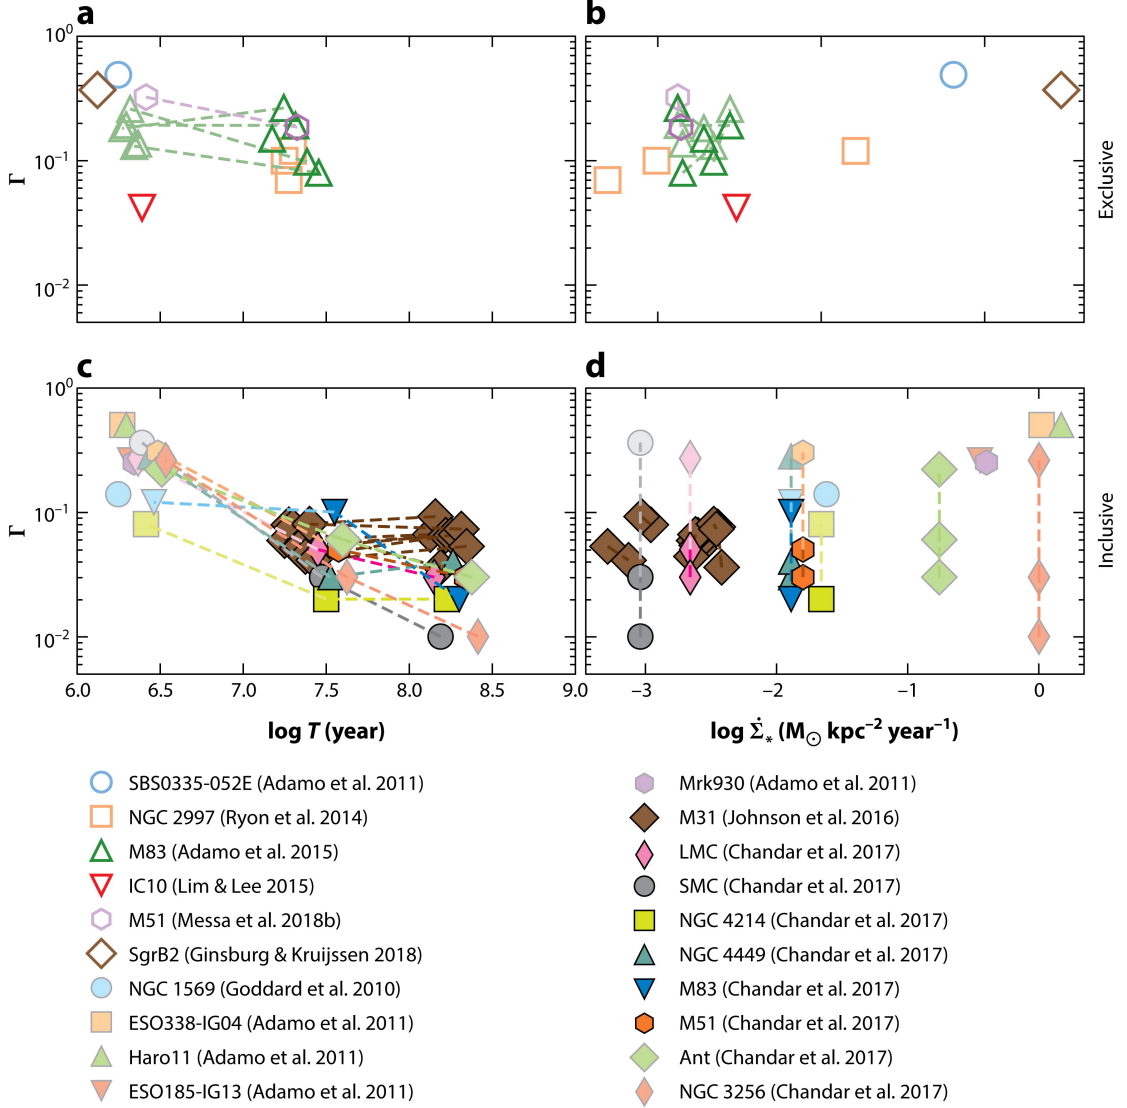 a
b
10⁰
10⁻¹
10⁻²
Γ
Exclusive
c
d
10⁰
10⁻¹
10⁻²
Γ
Inclusive
6.0 6.5 7.0 7.5 8.0 8.5 9.0
−3 −2 −1 0
log T (year)
log Σ̇* (M☉ kpc⁻² year⁻¹)
SBS0335-052E (Adamo et al. 2011)
NGC 2997 (Ryon et al. 2014)
M83 (Adamo et al. 2015)
IC10 (Lim & Lee 2015)
M51 (Messa et al. 2018b)
SgrB2 (Ginsburg & Kruijssen 2018)
NGC 1569 (Goddard et al. 2010)
ESO338-IG04 (Adamo et al. 2011)
Haro11 (Adamo et al. 2011)
ESO185-IG13 (Adamo et al. 2011)
Mrk930 (Adamo et al. 2011)
M31 (Johnson et al. 2016)
LMC (Chandar et al. 2017)
SMC (Chandar et al. 2017)
NGC 4214 (Chandar et al. 2017)
NGC 4449 (Chandar et al. 2017)
M83 (Chandar et al. 2017)
M51 (Chandar et al. 2017)
Ant (Chandar et al. 2017)
NGC 3256 (Chandar et al. 2017)